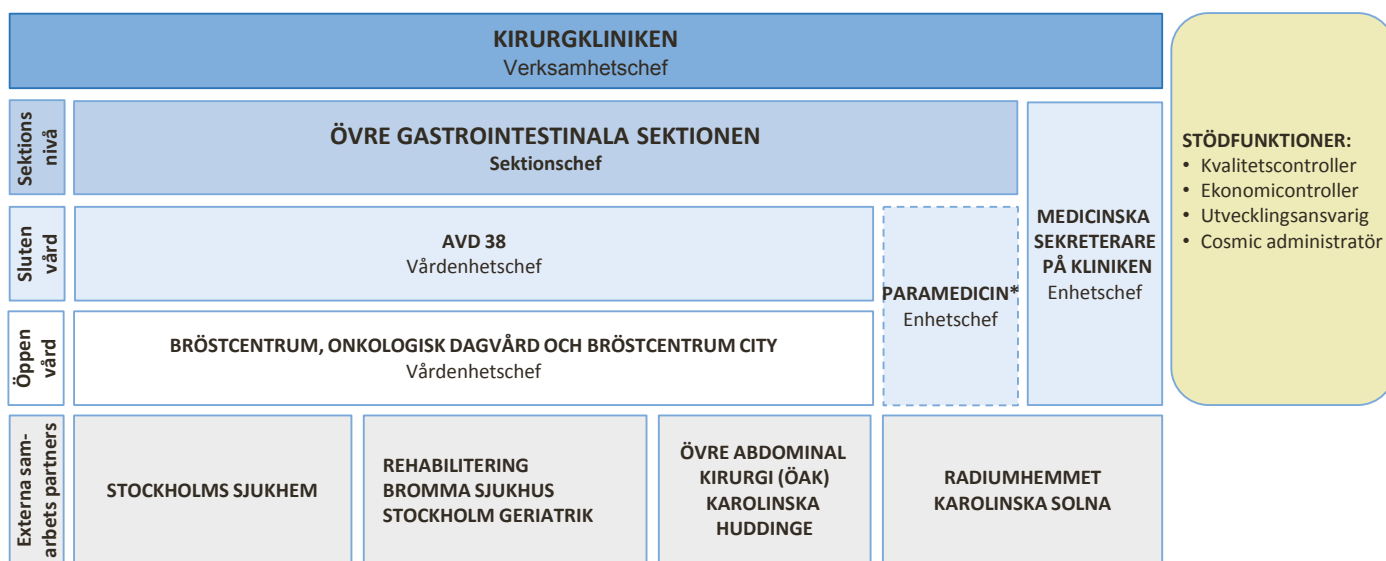 KIRURGKLINIKEN
Verksamhetschef
Sektions
nivå
ÖVRE GASTROINTESTINALA SEKTIONEN
Sektionschef
MEDICINSKA
SEKRETERARE
PÅ KLINIKEN
Enhetschef
STÖDFUNKTIONER:
• Kvalitetscontroller
• Ekonomicontroller
• Utvecklingsansvarig
• Cosmic administratör
Sluten
vård
AVD 38
Vårdenhetschef
PARAMEDICIN*
Enhetschef
Öppen
vård
BRÖSTCENTRUM, ONKOLOGISK DAGVÅRD OCH BRÖSTCENTRUM CITY
Vårdenhetschef
Externa sam-
arbets partners
STOCKHOLMS SJUKHEM
REHABILITERING
BROMMA SJUKHUS
STOCKHOLM GERIATRIK
ÖVRE ABDOMINAL
KIRURGI (ÖAK)
KAROLINSKA
HUDDINGE
RADIUMHEMMET
KAROLINSKA SOLNA